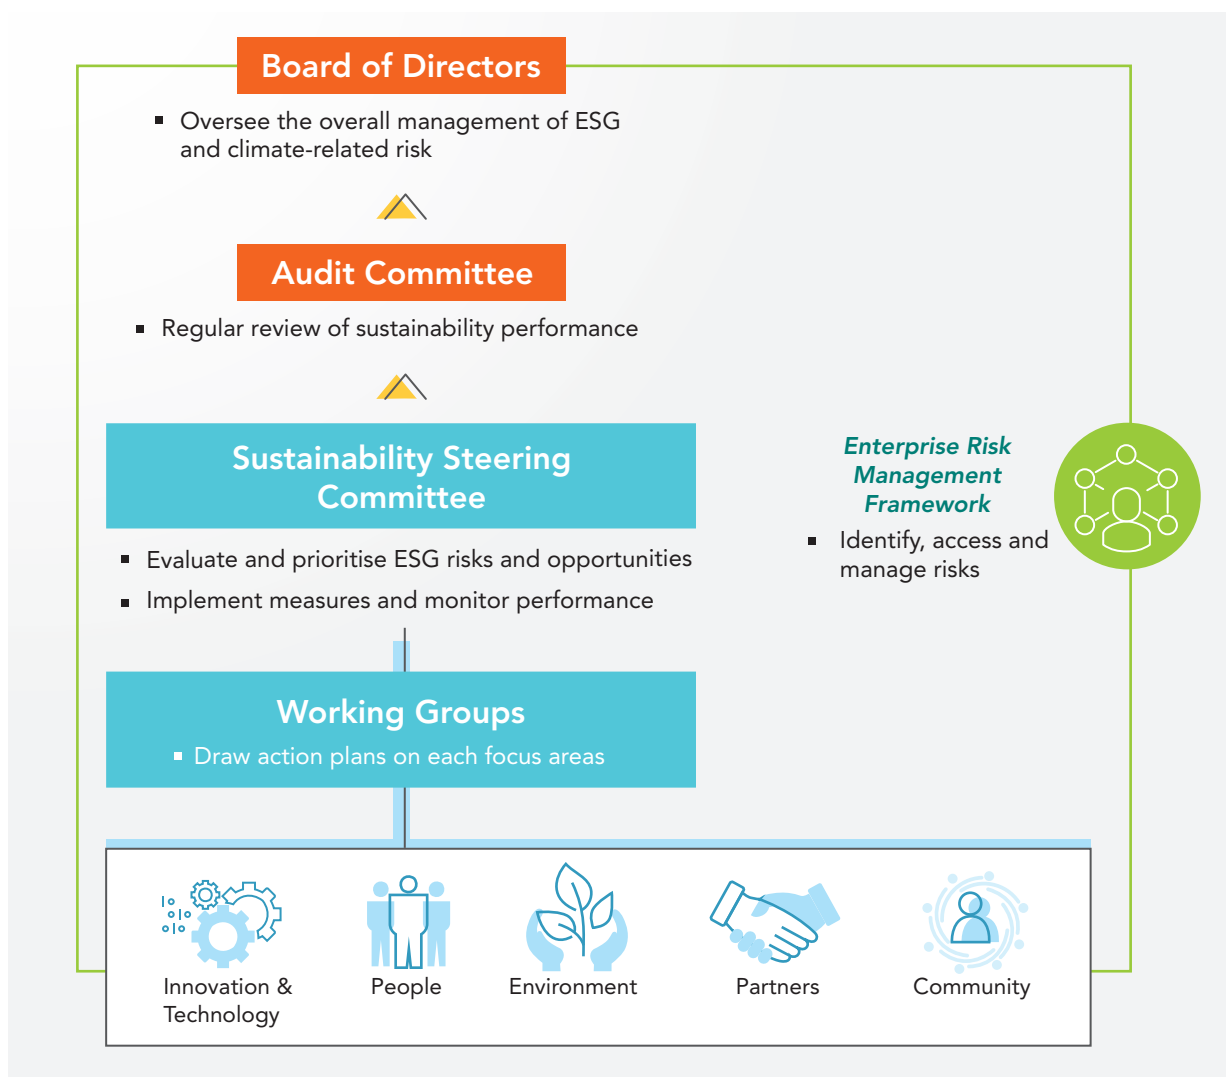 Board of Directors
▪ Oversee the overall management of ESG
and climate-related risk
Audit Committee
▪ Regular review of sustainability performance
Sustainability Steering
Committee
▪ Evaluate and prioritise ESG risks and opportunities
▪ Implement measures and monitor performance
Enterprise Risk
Management
Framework
▪ Identify, access and
manage risks
Working Groups
▪ Draw action plans on each focus areas
Innovation &
Technology
People
Environment
Partners
Community